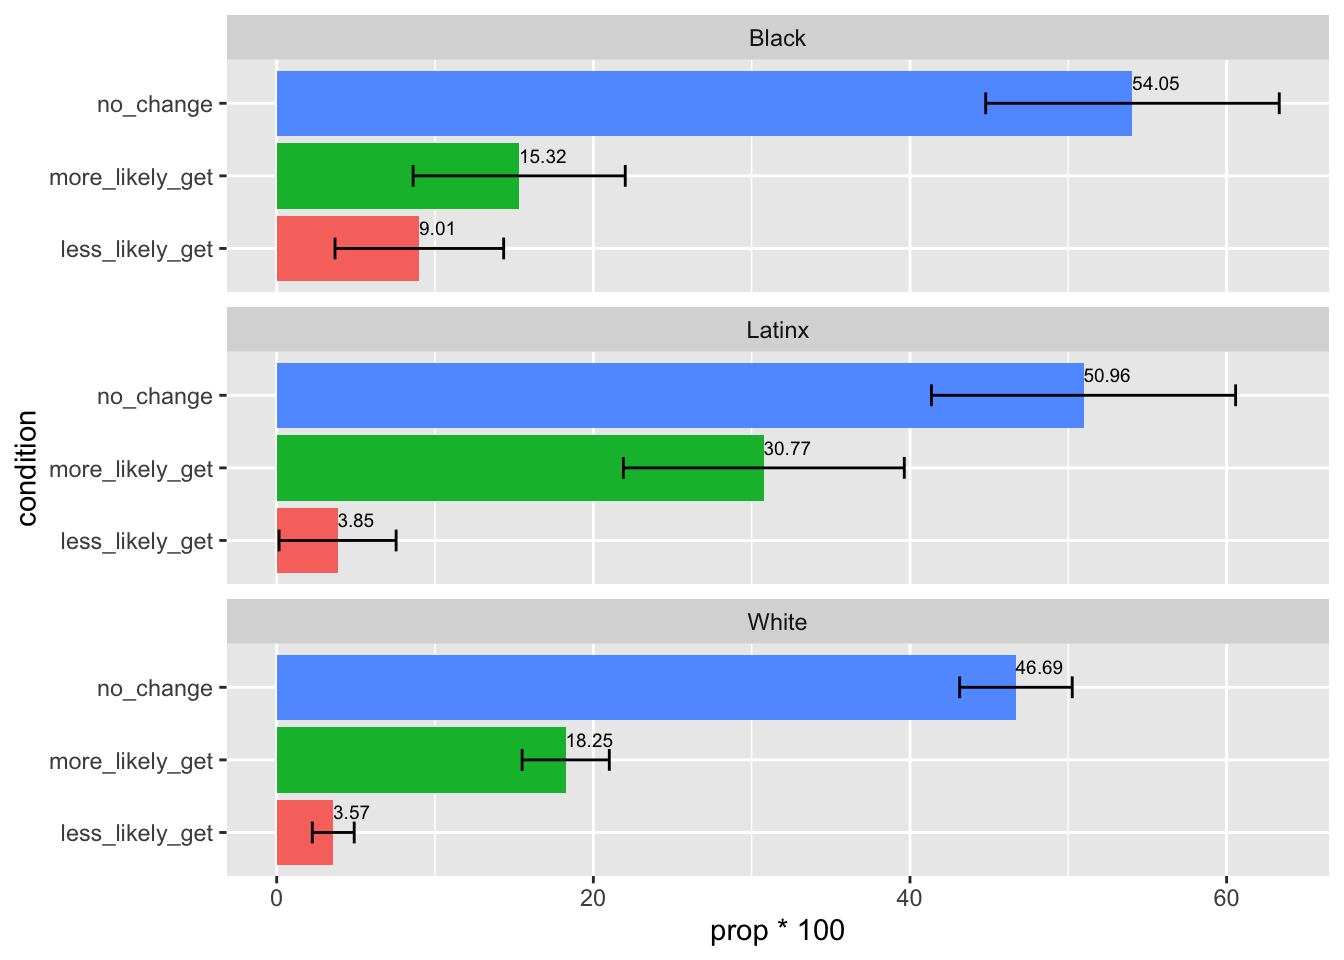 Black
no_change
54.05
more_likely_get
15.32
less_likely_get
9.01
Latinx
no_change
50.96
more_likely_get
30.77
less_likely_get
3.85
White
no_change
46.69
more_likely_get
18.25
less_likely_get
3.57
condition
0 20 40 60
prop * 100